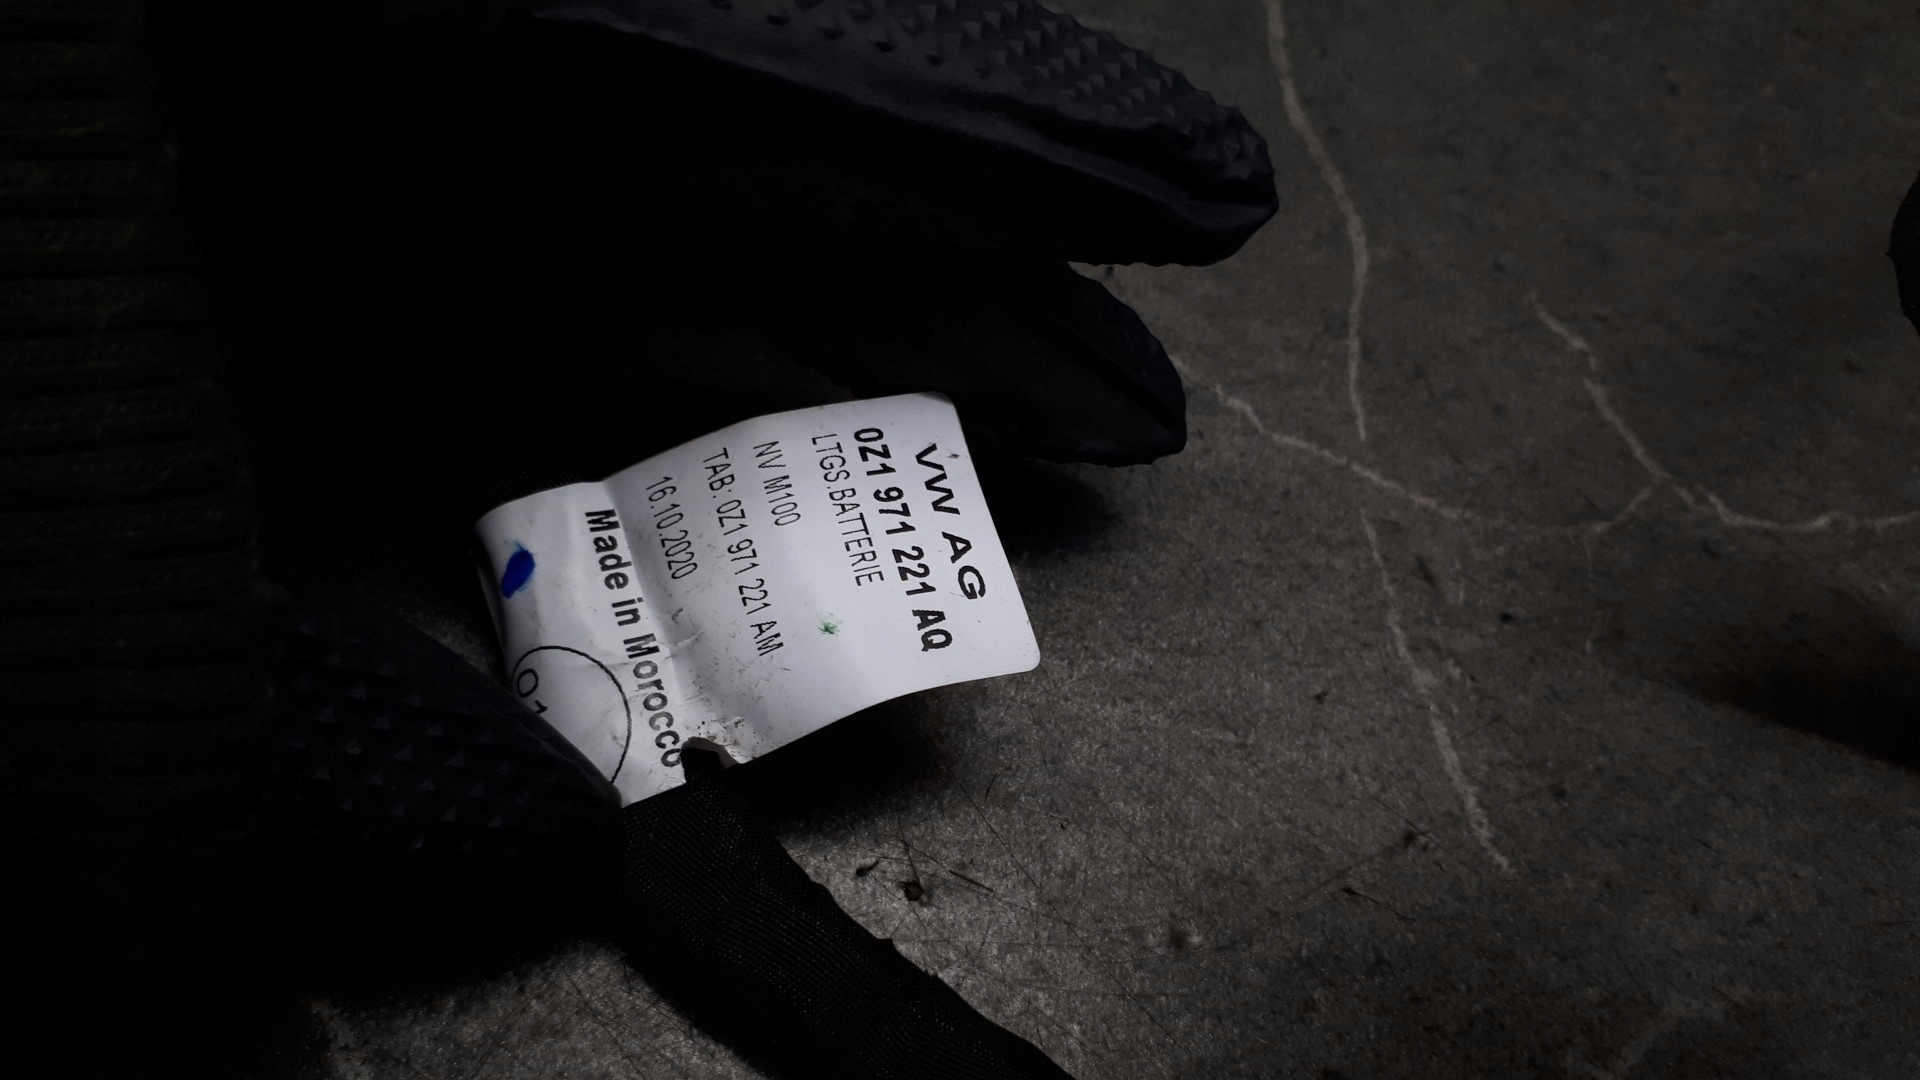 VW AG
0Z1 971 221 AQ
LTGS.BATTERIE
NV M100
TAB: 0Z1 971 221 AM
16.10.2020
Made in Morocco
01